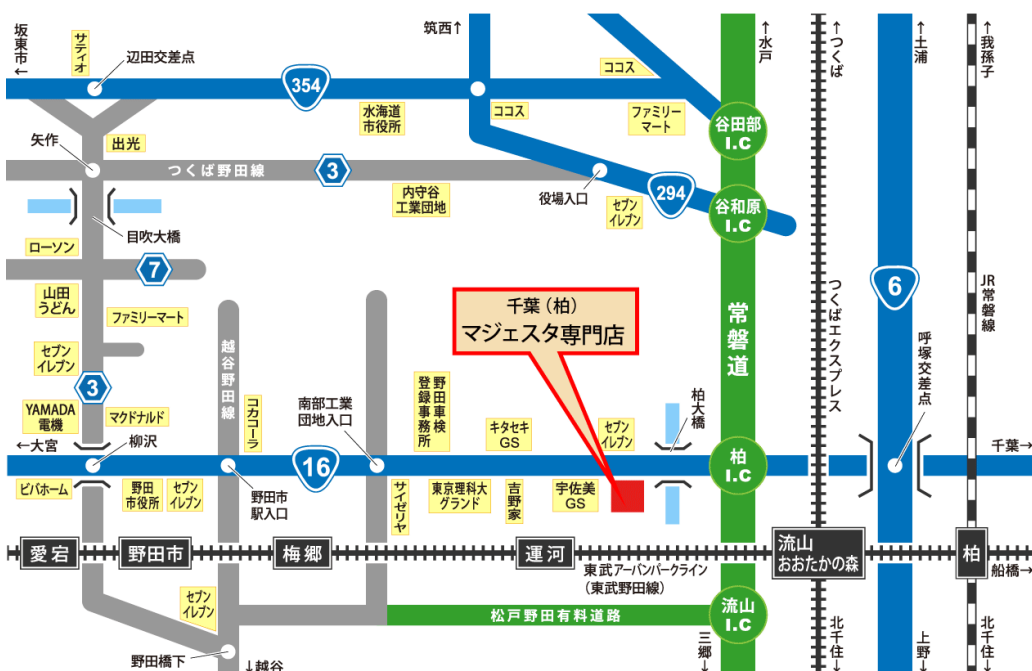 坂東市
←
サティオ
辺田交差点
筑西↑
ココス
↑水戸
↑つくば
↑土浦
↑我孫子
354
水海道
市役所
ココス
ファミリー
マート
谷田部
I.C
矢作
出光
つくば野田線
3
内守谷
工業団地
役場入口
294
セブン
イレブン
谷和原
I.C
目吹大橋
ローソン
7
山田
うどん
ファミリーマート
セブン
イレブン
3
越谷野田線
千葉（柏）
マジェスタ専門店
常磐道
つくばエクスプレス
6
呼塚交差点
JR常磐線
YAMADA
電機
マクドナルド
コカコーラ
南部工業
団地入口
野田車検
登録事務所
キタセキ
GS
セブン
イレブン
柏大橋
←大宮
柳沢
16
柏
I.C
千葉→
ビバホーム
野田
市役所
セブン
イレブン
野田市
駅入口
サイゼリヤ
東京理科大
グランド
吉野家
宇佐美
GS
愛宕
野田市
梅郷
運河
東武アーバンパークライン
（東武野田線）
流山
おおたかの森
柏
船橋→
セブン
イレブン
松戸野田有料道路
流山
I.C
野田橋下
↓越谷
三郷↓
北千住↓
上野↓
北千住↓